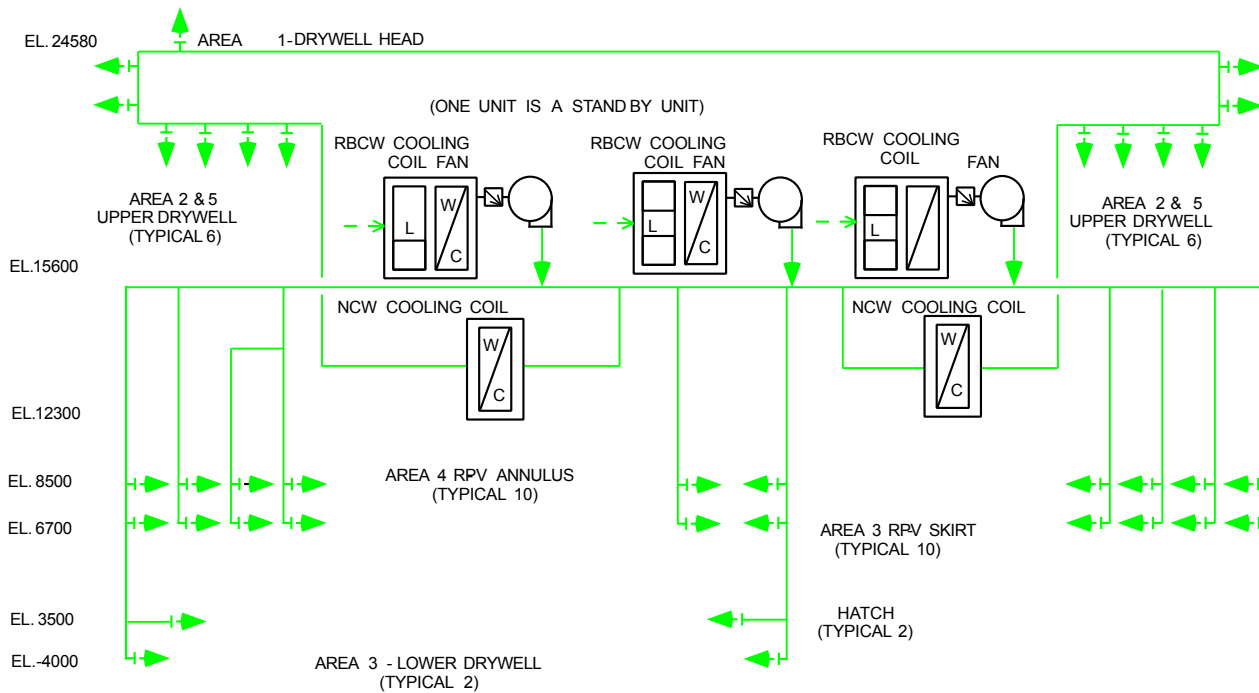 EL. 24580
AREA 1-DRYWELL HEAD
(ONE UNIT IS A STAND BY UNIT)
RBCW COOLING
COIL FAN
RBCW COOLING
COIL FAN
RBCW COOLING
COIL
FAN
L
W
C
L
W
C
L
AREA 2 & 5
UPPER DRYWELL
(TYPICAL 6)
AREA 2 & 5
UPPER DRYWELL
(TYPICAL 6)
EL.15600
NCW COOLING COIL
NCW COOLING COIL
W
C
W
C
EL.12300
EL. 8500
AREA 4 RPV ANNULUS
(TYPICAL 10)
EL. 6700
AREA 3 RPV SKIRT
(TYPICAL 10)
EL. 3500
HATCH
(TYPICAL 2)
EL.-4000
AREA 3 - LOWER DRYWELL
(TYPICAL 2)